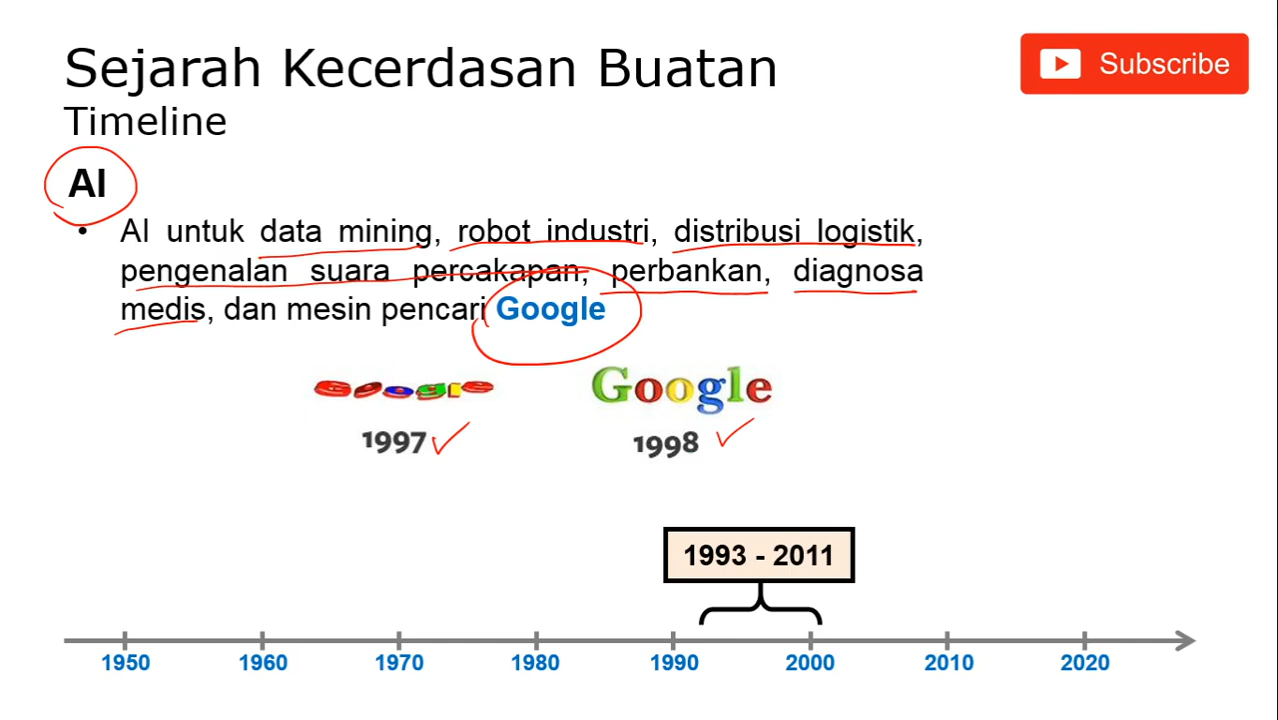 Sejarah Kecerdasan Buatan
Subscribe
Timeline
AI
• AI untuk data mining, robot industri, distribusi logistik,
pengenalan suara percakapan, perbankan, diagnosa
medis, dan mesin pencari Google
Google Google
1997 1998
1993 - 2011
1950 1960 1970 1980 1990 2000 2010 2020